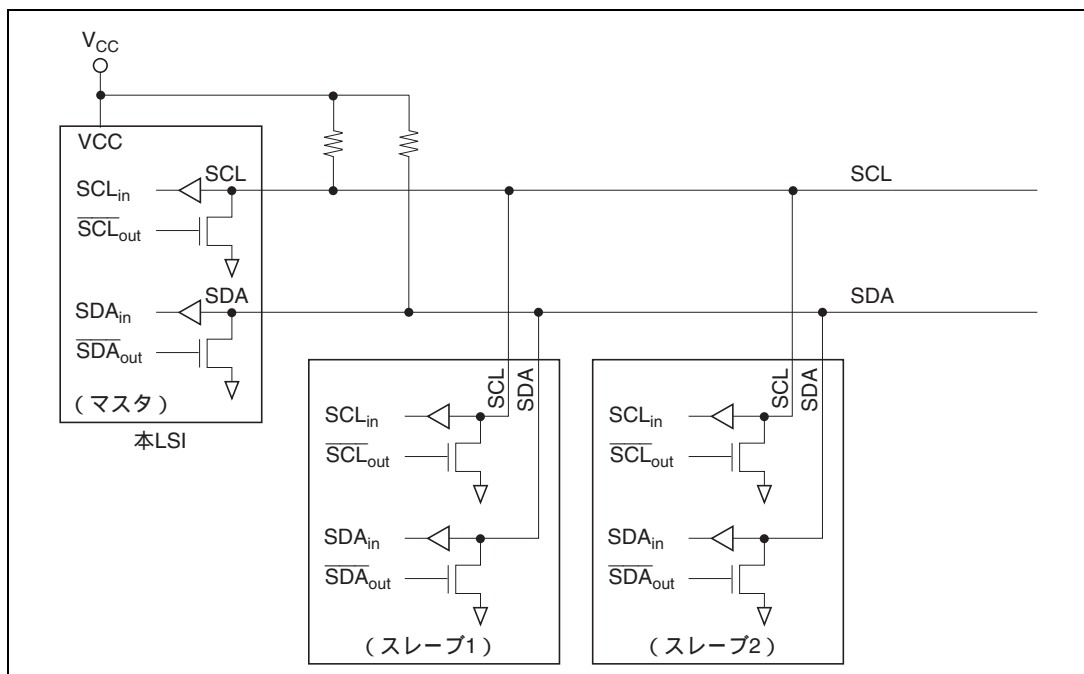 VCC
VCC
SCL
SCLin
SCLout
SDA
SDAin
SDAout
(マスタ)
本LSI
SCL
SDA
SCL
SDA
SCLin
SCLout
SDAin
SDAout
(スレーブ1)
SCL
SDA
SCLin
SCLout
SDAin
SDAout
(スレーブ2)